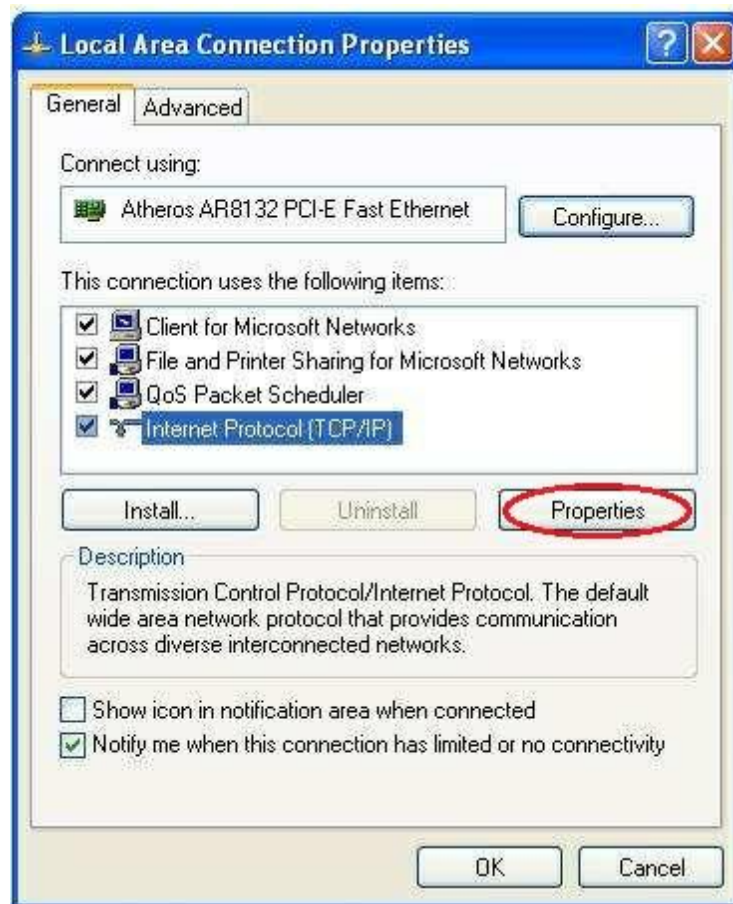 Local Area Connection Properties
General
Advanced
Connect using:
Atheros AR8132 PCI-E Fast Ethernet
Configure...
This connection uses the following items:
Client for Microsoft Networks
File and Printer Sharing for Microsoft Networks
QoS Packet Scheduler
Internet Protocol (TCP/IP)
Install...
Uninstall
Properties
Description
Transmission Control Protocol/Internet Protocol. The default
wide area network protocol that provides communication
across diverse interconnected networks.
Show icon in notification area when connected
Notify me when this connection has limited or no connectivity
OK
Cancel